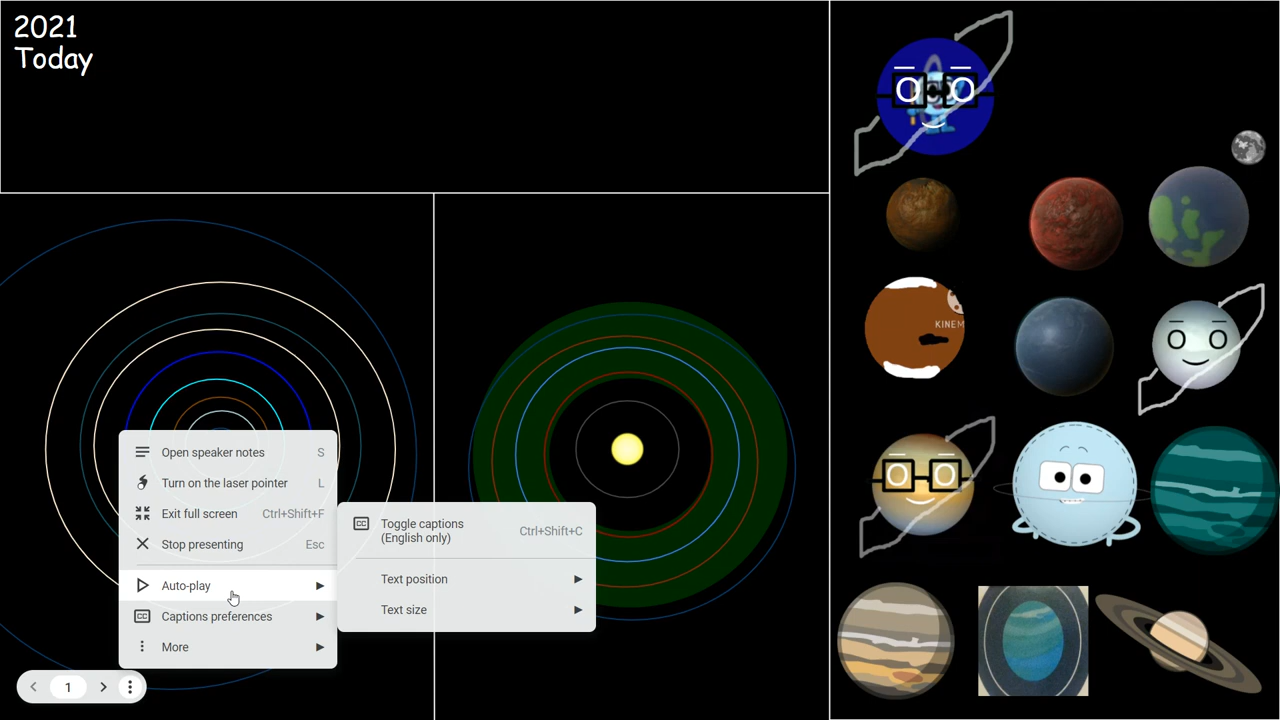 2021
Today
KINEM
Open speaker notes S
Turn on the laser pointer L
Exit full screen Ctrl+Shift+F
Stop presenting Esc
Auto-play
Captions preferences
More
Toggle captions
(English only) Ctrl+Shift+C
Text position
Text size
1